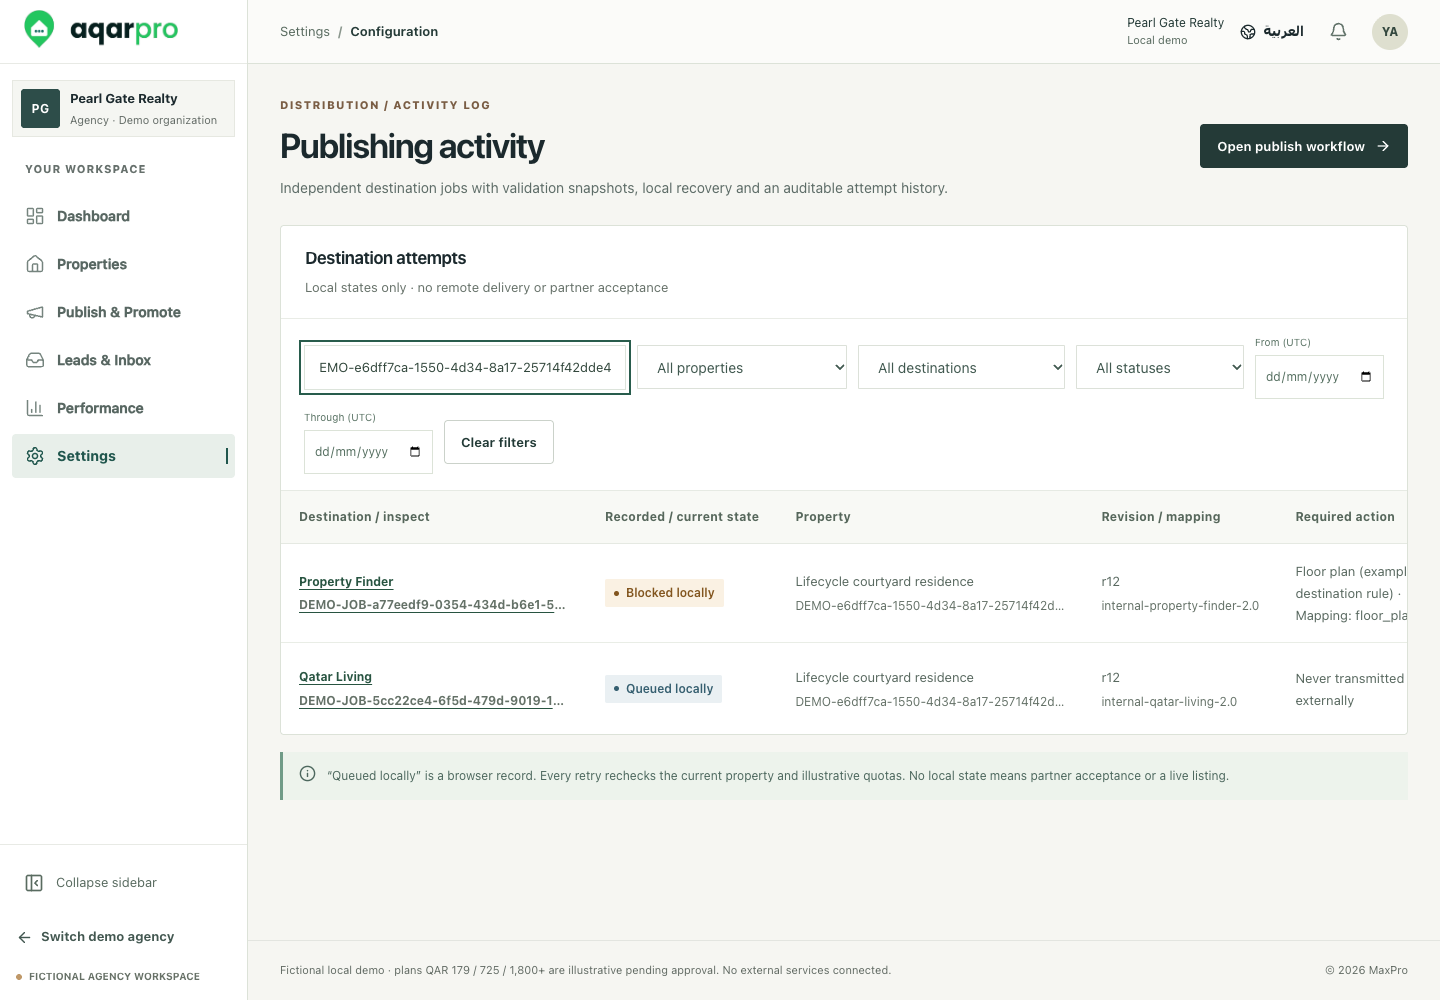 aqarpro
Settings / Configuration
Pearl Gate Realty
Local demo
العربية
YA
PG
Pearl Gate Realty
Agency · Demo organization
YOUR WORKSPACE
Dashboard
Properties
Publish & Promote
Leads & Inbox
Performance
Settings
Collapse sidebar
Switch demo agency
FICTIONAL AGENCY WORKSPACE
DISTRIBUTION / ACTIVITY LOG
Publishing activity
Open publish workflow
Independent destination jobs with validation snapshots, local recovery and an auditable attempt history.
Destination attempts
Local states only · no remote delivery or partner acceptance
EMO-e6dff7ca-1550-4d34-8a17-25714f42dde4
All properties
All destinations
All statuses
From (UTC)
dd/mm/yyyy
Through (UTC)
dd/mm/yyyy
Clear filters
Destination / inspect Recorded / current state Property Revision / mapping Required action
Property Finder
DEMO-JOB-a77eedf9-0354-434d-b6e1-5...
Blocked locally
Lifecycle courtyard residence
DEMO-e6dff7ca-1550-4d34-8a17-25714f42d...
r12
internal-property-finder-2.0
Floor plan (exampl
destination rule) ·
Mapping: floor_pla
Qatar Living
DEMO-JOB-5cc22ce4-6f5d-479d-9019-1...
Queued locally
Lifecycle courtyard residence
DEMO-e6dff7ca-1550-4d34-8a17-25714f42d...
r12
internal-qatar-living-2.0
Never transmitted
externally
“Queued locally” is a browser record. Every retry rechecks the current property and illustrative quotas. No local state means partner acceptance or a live listing.
Fictional local demo · plans QAR 179 / 725 / 1,800+ are illustrative pending approval. No external services connected.
© 2026 MaxPro